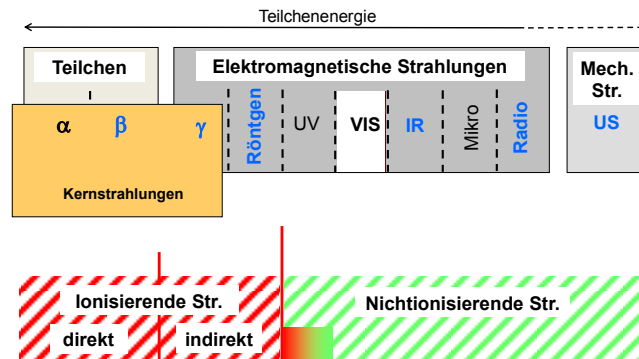 Teilchenenergie
Teilchen
Elektromagnetische Strahlungen
Mech.
Str.
α β γ Röntgen UV VIS IR Mikro Radio US
Kernstrahlungen
Ionisierende Str.
Nichtionisierende Str.
direkt indirekt